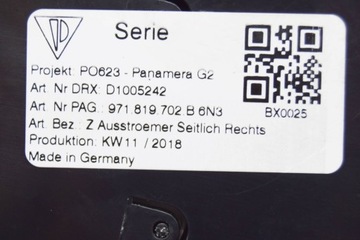 Serie
Projekt: PO623 - Panamera G2
Art. Nr DRX: D1005242
Art. Nr PAG.: 971 819 702 B 6N3
BX0025
Art. Bez.: Z Ausstroemer Seitlich Rechts
Produktion: KW11 / 2018
Made in Germany